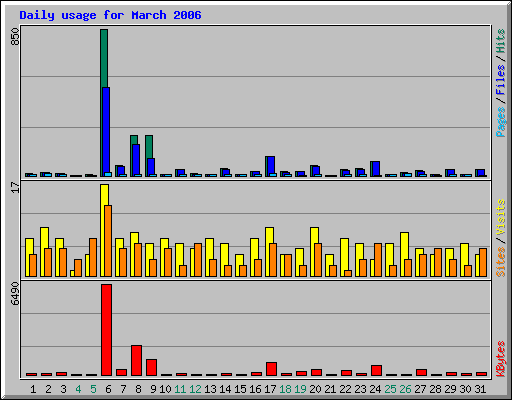 Daily usage for March 2006
850
Pages / Files / Hits
17
Sites / Visits
6490
KBytes
1 2 3 4 5 6 7 8 9 10 11 12 13 14 15 16 17 18 19 20 21 22 23 24 25 26 27 28 29 30 31